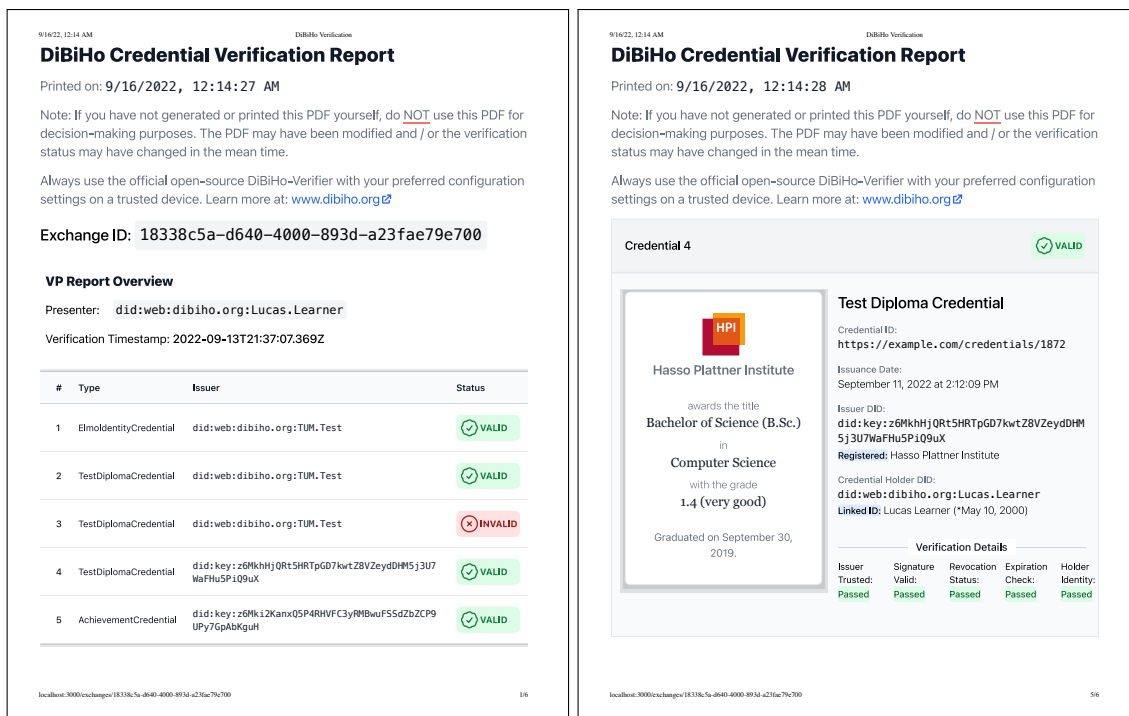 9/16/22, 12:14 AM DiBiHo Verification
DiBiHo Credential Verification Report
Printed on: 9/16/2022, 12:14:27 AM
Note: If you have not generated or printed this PDF yourself, do NOT use this PDF for
decision-making purposes. The PDF may have been modified and / or the verification
status may have changed in the mean time.
Always use the official open-source DiBiHo-Verifier with your preferred configuration
settings on a trusted device. Learn more at: www.dibiho.org
Exchange ID: 18338c5a-d640-4000-893d-a23fae79e700
VP Report Overview
Presenter: did:web:dibiho.org:Lucas.Learner
Verification Timestamp: 2022-09-13T21:37:07.369Z
# Type Issuer Status
1 ElmoIdentityCredential did:web:dibiho.org:TUM.Test VALID
2 TestDiplomaCredential did:web:dibiho.org:TUM.Test VALID
3 TestDiplomaCredential did:web:dibiho.org:TUM.Test INVALID
4 TestDiplomaCredential did:key:z6MkhHjQRt5HRTpGD7kwtZ8VZeydDHM5j3U7
WaFHu5PiQ9uX VALID
5 AchievementCredential did:key:z6Mki2KanxQ5P4RHVFC3yRMBwuFSSdZbZCP9
UPy7GpAbKguH VALID
localhost:3000/exchanges/18338c5a-d640-4000-893d-a23fae79e700 1/6
9/16/22, 12:14 AM DiBiHo Verification
DiBiHo Credential Verification Report
Printed on: 9/16/2022, 12:14:28 AM
Note: If you have not generated or printed this PDF yourself, do NOT use this PDF for
decision-making purposes. The PDF may have been modified and / or the verification
status may have changed in the mean time.
Always use the official open-source DiBiHo-Verifier with your preferred configuration
settings on a trusted device. Learn more at: www.dibiho.org
Credential 4 VALID
HPI
Hasso Plattner Institute
awards the title
Bachelor of Science (B.Sc.)
in
Computer Science
with the grade
1.4 (very good)
Graduated on September 30,
2019.
Test Diploma Credential
Credential ID:
https://example.com/credentials/1872
Issuance Date:
September 11, 2022 at 2:12:09 PM
Issuer DID:
did:key:z6MkhHjQRt5HRTpGD7kwtZ8VZeydDHM
5j3U7WaFHu5PiQ9uX
Registered: Hasso Plattner Institute
Credential Holder DID:
did:web:dibiho.org:Lucas.Learner
Linked ID: Lucas Learner (*May 10, 2000)
Verification Details
Issuer Signature Revocation Expiration Holder
Trusted: Valid: Status: Check: Identity:
Passed Passed Passed Passed Passed
localhost:3000/exchanges/18338c5a-d640-4000-893d-a23fae79e700 5/6